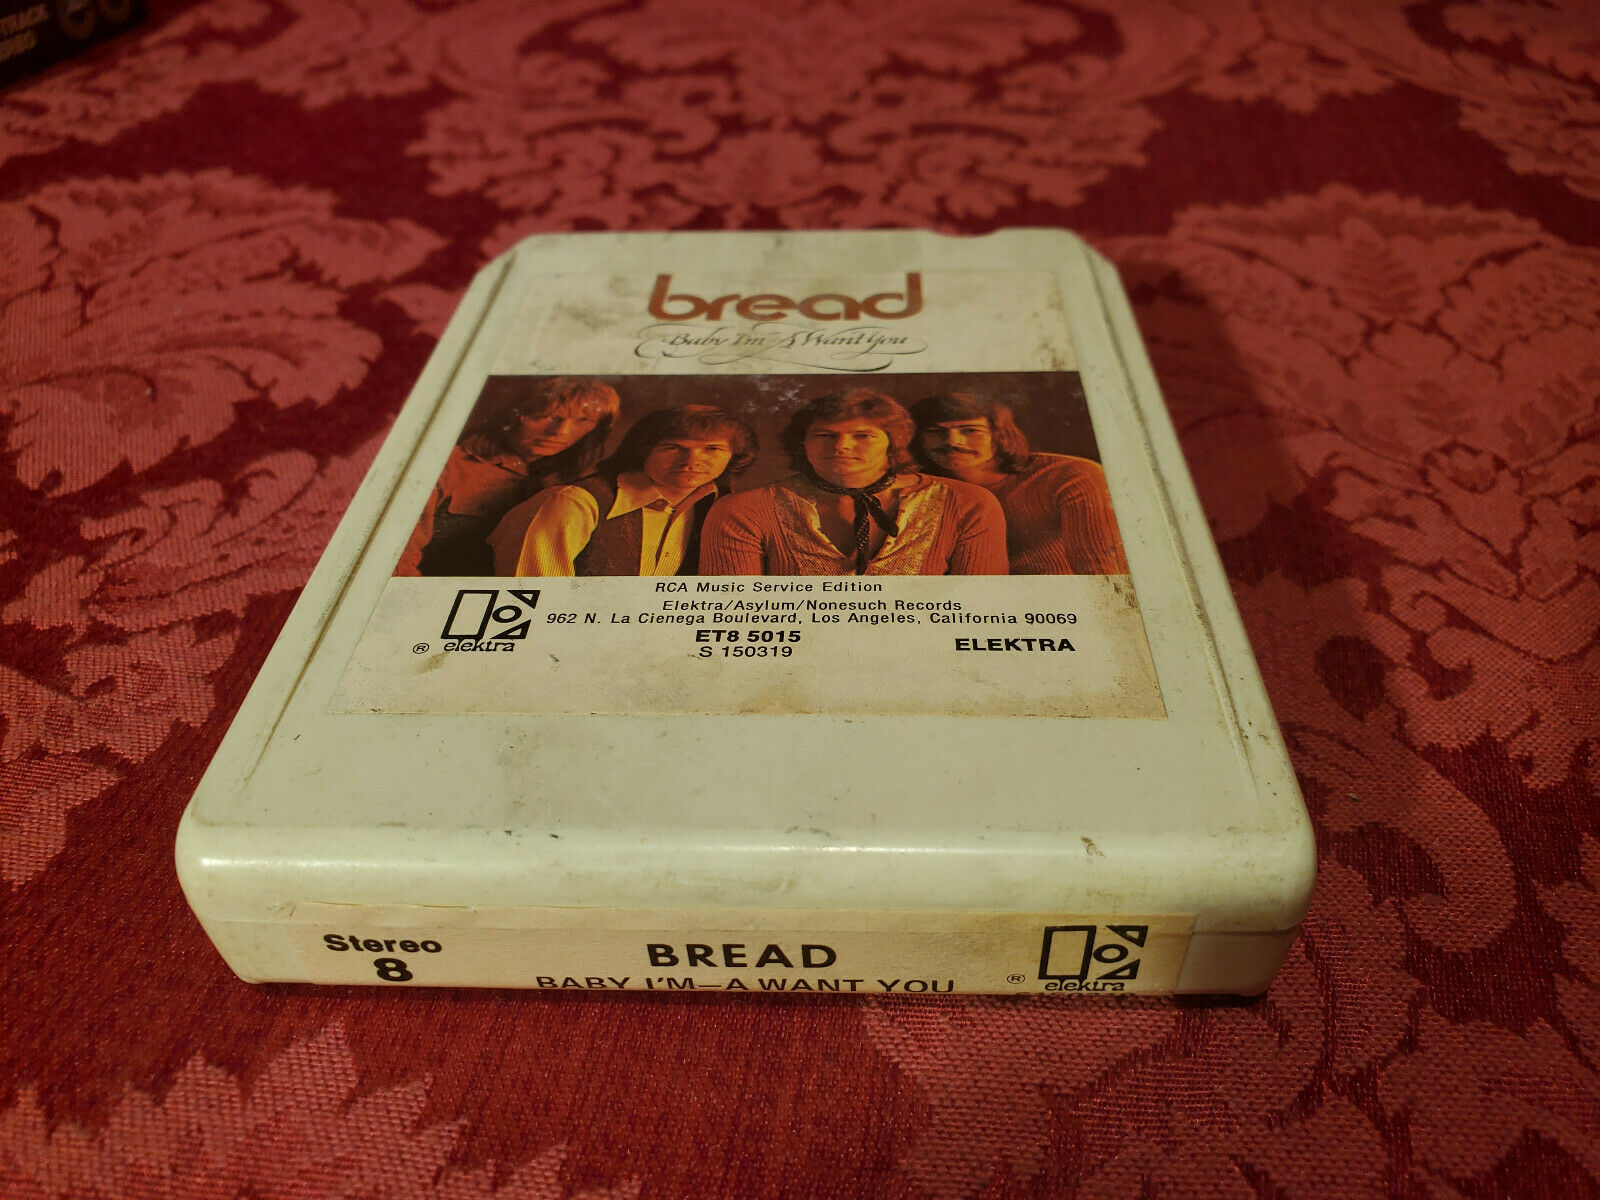 TRACK
bread
Baby I'm-A Want You
RCA Music Service Edition
Elektra/Asylum/Nonesuch Records
962 N. La Cienega Boulevard, Los Angeles, California 90069
ET8 5015
S 150319
ELEKTRA
® elektra
Stereo
8
BREAD
BABY I'M–A WANT YOU
® elektra